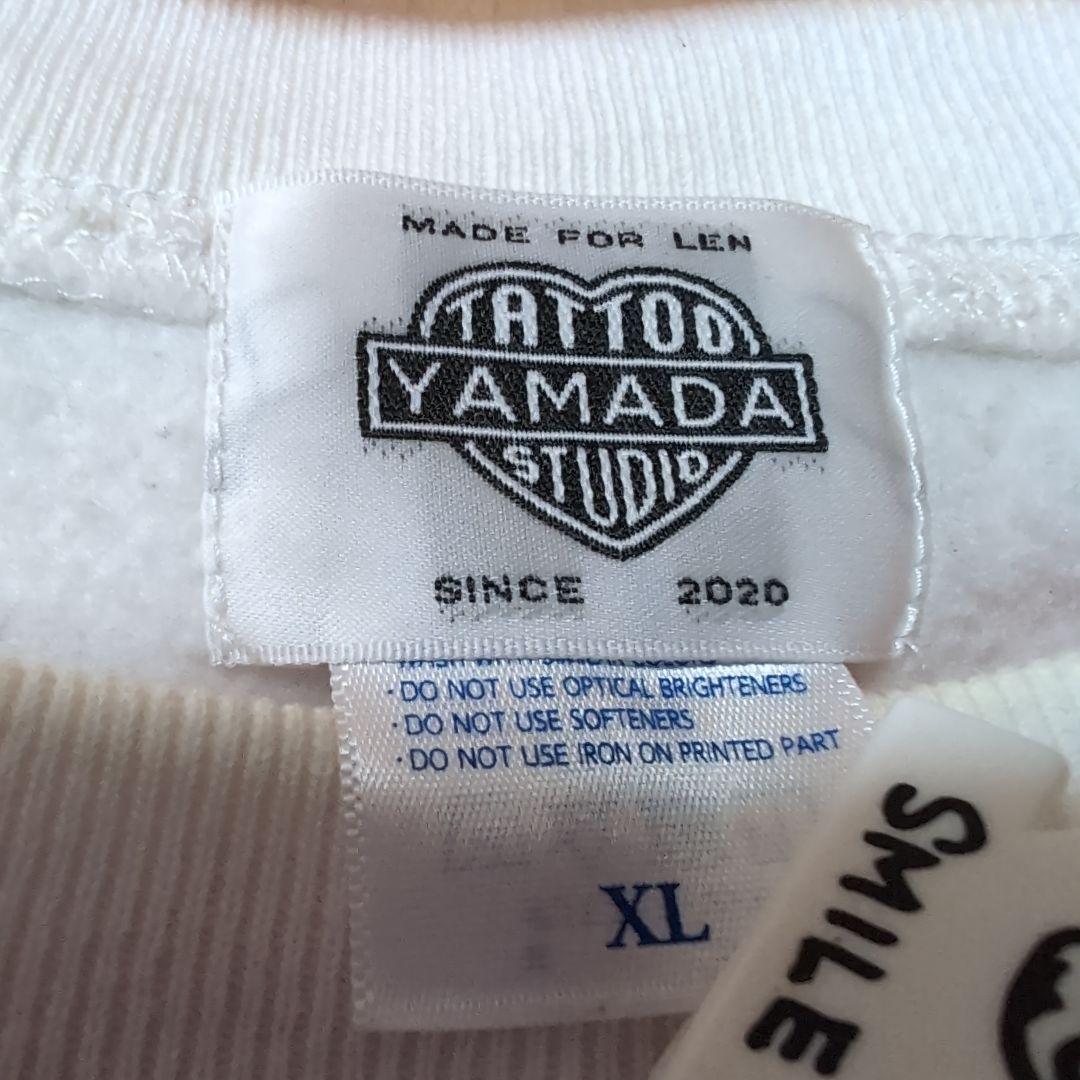 MADE FOR LEN
TATTOO
YAMADA
STUDIO
SINCE 2020
· DO NOT USE OPTICAL BRIGHTENERS
· DO NOT USE SOFTENERS
· DO NOT USE IRON ON PRINTED PART
XL
SMILE